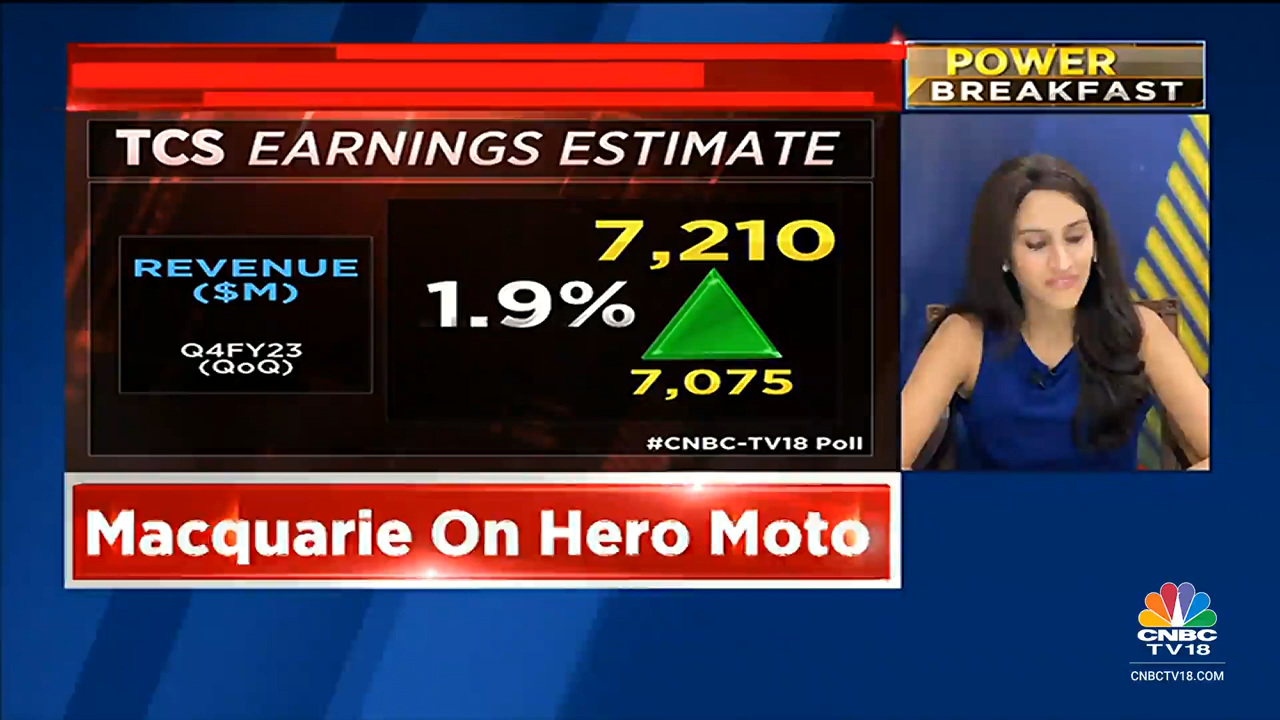 POWER
BREAKFAST
TCS EARNINGS ESTIMATE
REVENUE
($M)
Q4FY23
(QoQ)
7,210
1.9%
7,075
#CNBC-TV18 Poll
Macquarie On Hero Moto
CNBC
TV18
CNBCTV18.COM